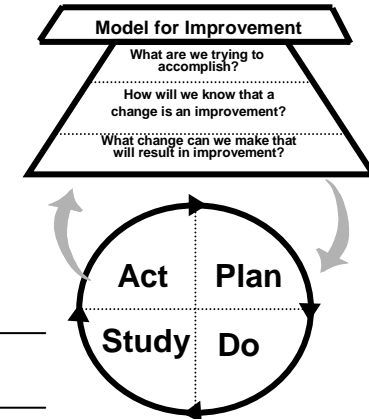 Model for Improvement
What are we trying to
accomplish?
How will we know that a
change is an improvement?
What change can we make that
will result in improvement?
Act Plan
Study Do